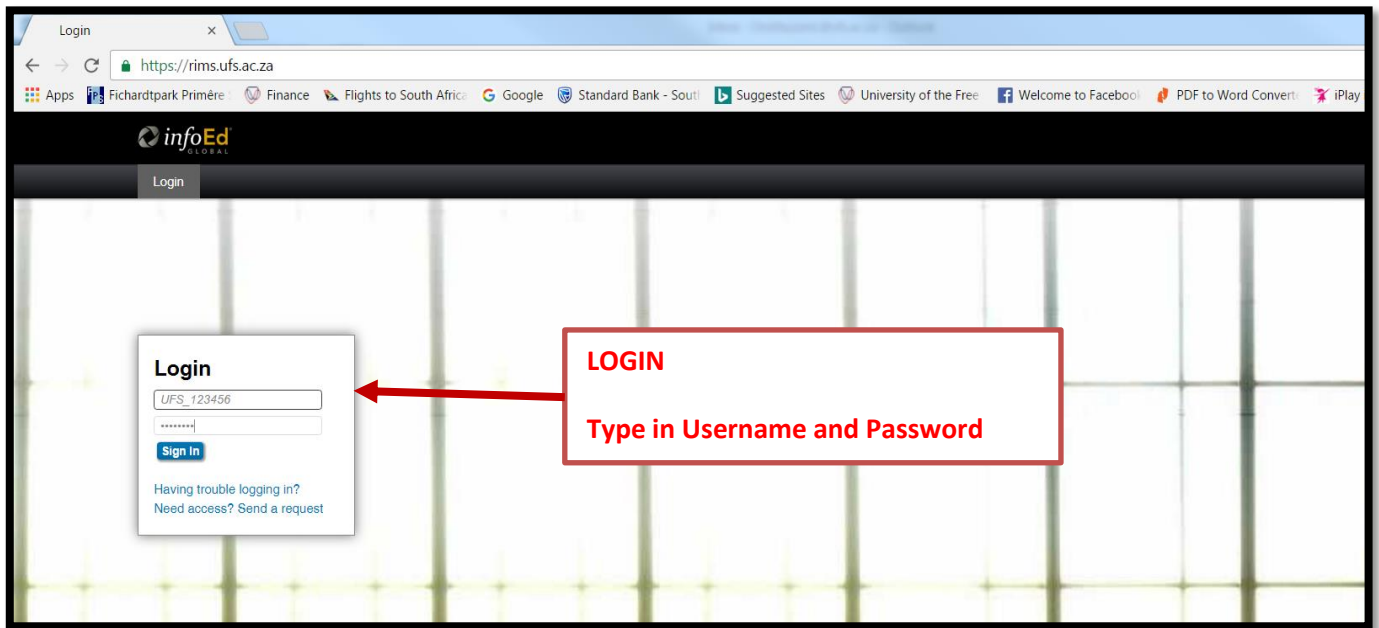 Login
https://rims.ufs.ac.za
Apps Fichardtpark Primêre Finance Flights to South Africa Google Standard Bank - Sout Suggested Sites University of the Free Welcome to Faceboo PDF to Word Convert iPlay
infoEd
GLOBAL
Login
Login
UFS_123456
Sign In
Having trouble logging in?
Need access? Send a request
LOGIN
Type in Username and Password